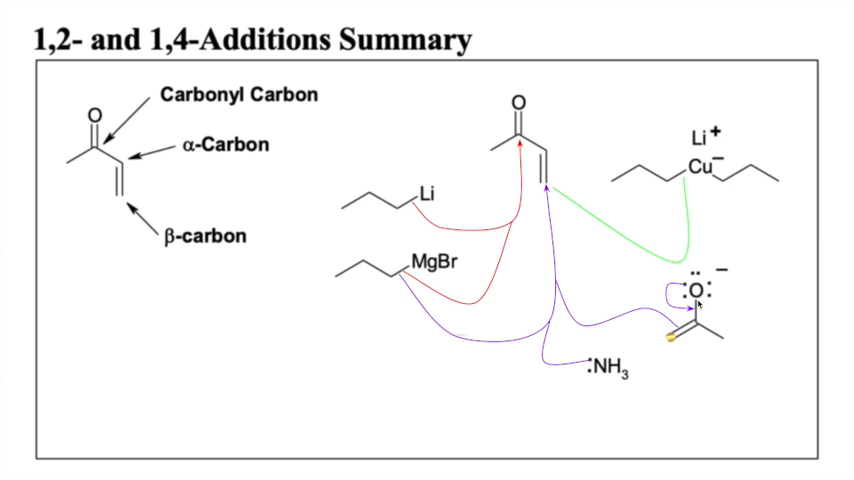 1,2- and 1,4-Additions Summary
Carbonyl Carbon
O
α-Carbon
β-carbon
O
Li
MgBr
Li+
Cu−
:Ö: −
:NH3